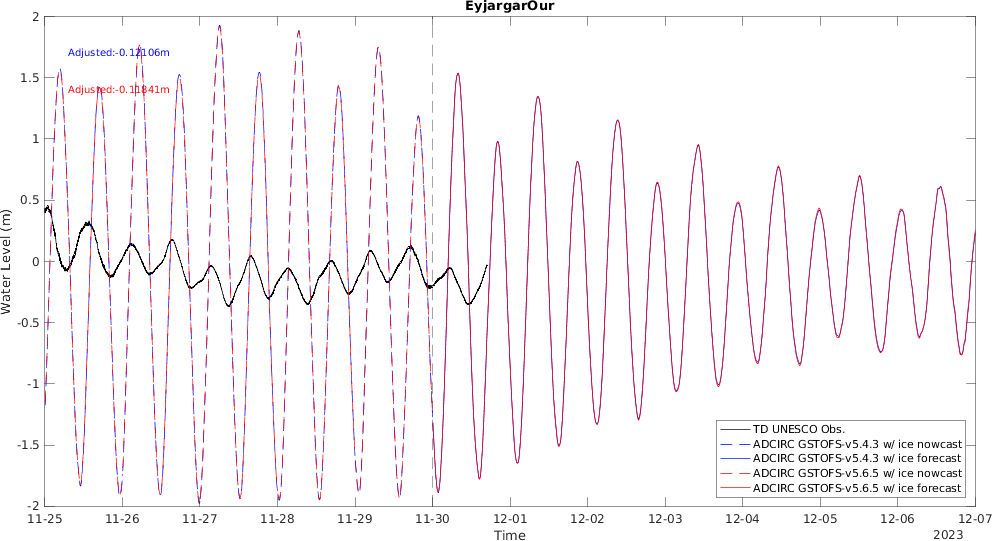 EyjargarOur
Adjusted:-0.12106m
Adjusted:-0.11841m
Water Level (m)
2
1.5
1
0.5
0
-0.5
-1
-1.5
-2
TD UNESCO Obs.
ADCIRC GSTOFS-v5.4.3 w/ ice nowcast
ADCIRC GSTOFS-v5.4.3 w/ ice forecast
ADCIRC GSTOFS-v5.6.5 w/ ice nowcast
ADCIRC GSTOFS-v5.6.5 w/ ice forecast
11-25 11-26 11-27 11-28 11-29 11-30 12-01 12-02 12-03 12-04 12-05 12-06 12-07
Time
2023